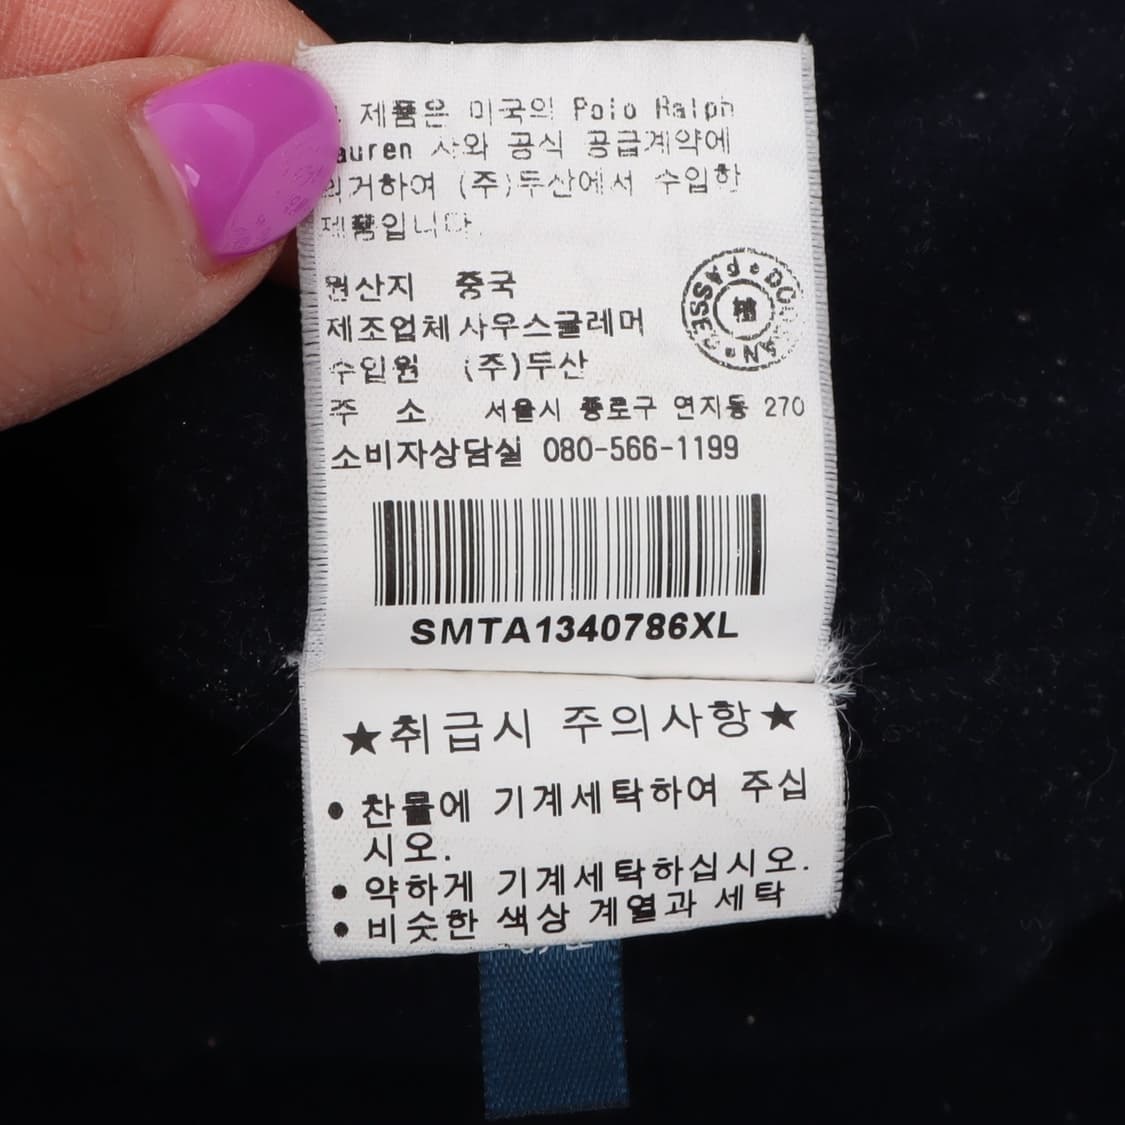 제품은 미국의 Polo Ralph
auren 사와 공식 공급계약에
의거하여 (주)두산에서 수입한
제품입니다.
원산지 중국
제조업체 사우스글레머
수입원 (주)두산
PASSED DOOSAN 검
주 소 서울시 종로구 연지동 270
소비자상담실 080-566-1199
SMTA1340786XL
★취급시 주의사항★
• 찬물에 기계세탁하여 주십
시오.
• 약하게 기계세탁하십시오.
• 비슷한 색상 계열과 세탁